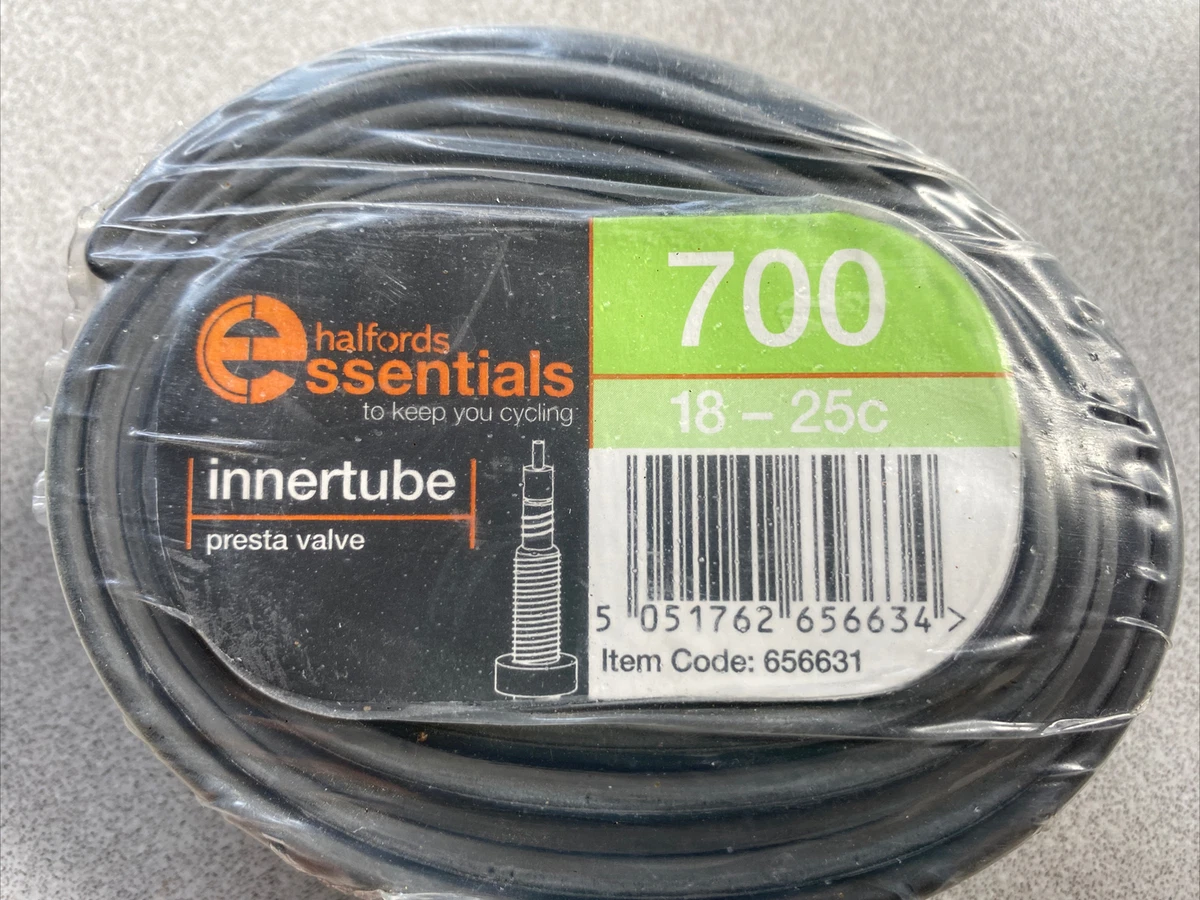 halfords
essentials
to keep you cycling
innertube
presta valve
700
18 – 25c
5 051762 656634 >
Item Code: 656631